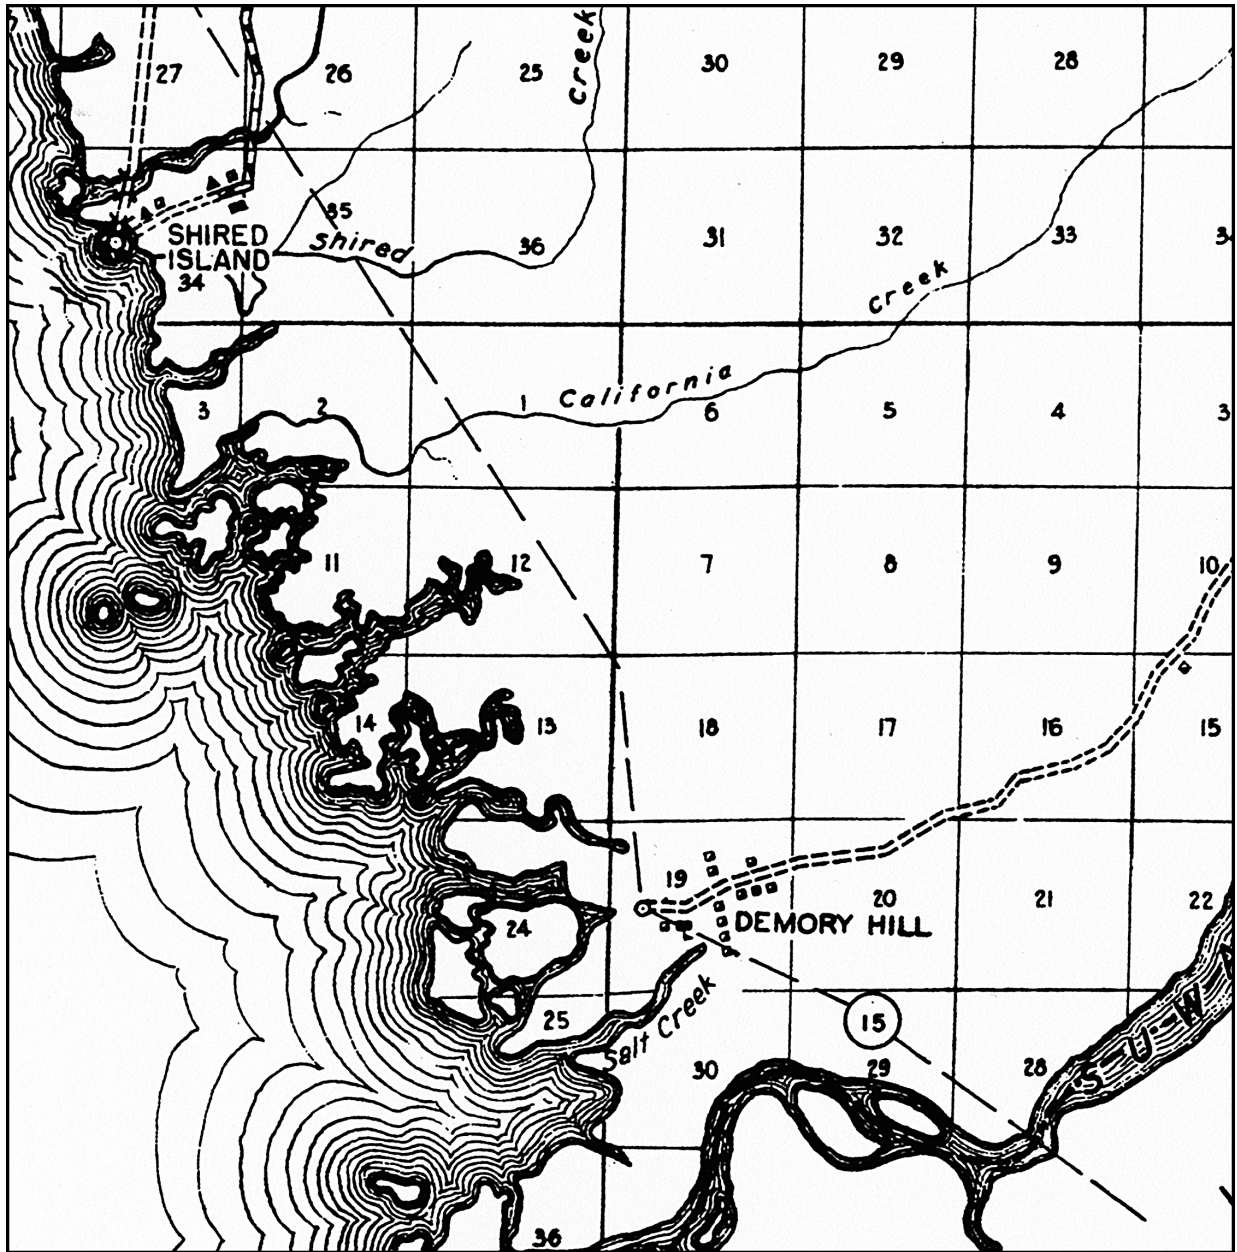 27 26 25 Creek 30 29 28
35 36 31 32 33 3
SHIRED
ISLAND
34
Shired
Creek
California
3 2 1 6 5 4 3
11 12 7 8 9 10
14 13 18 17 16 15
19 20 21 22
24
DEMORY HILL
25
Salt Creek
15
30 29 28
S-U-W
36